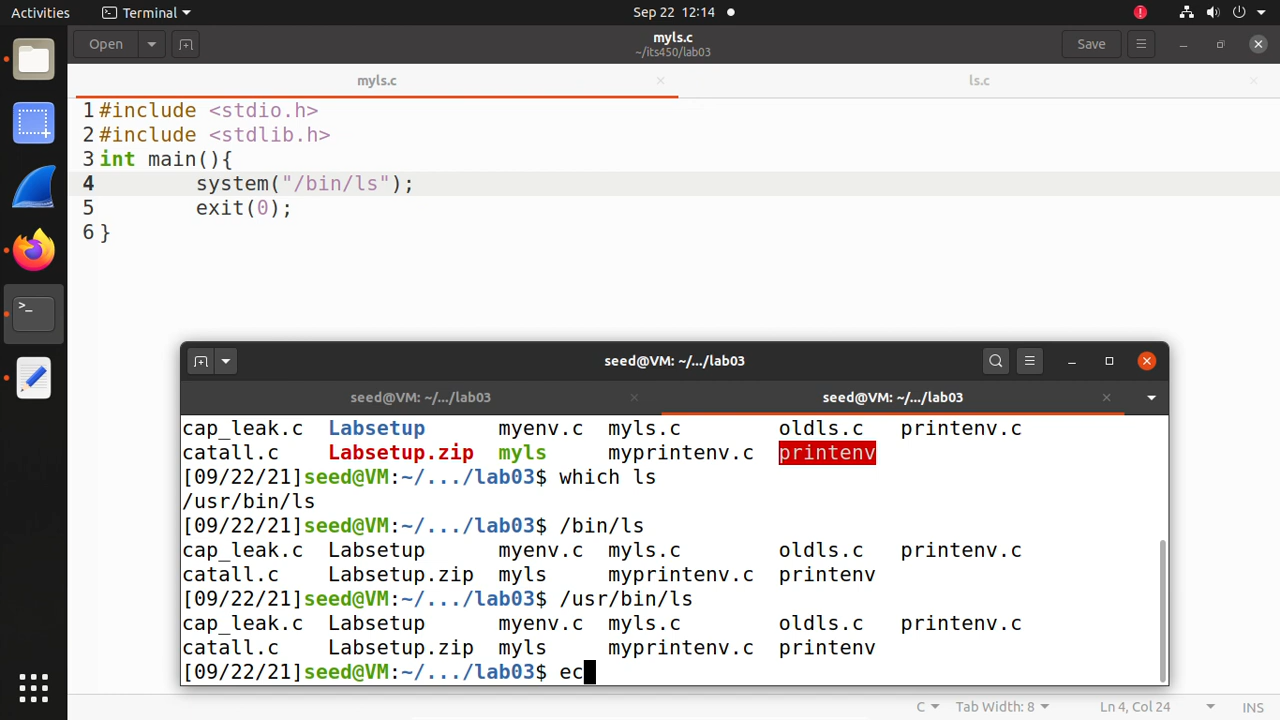 Activities
Terminal
Sep 22 12:14
Open
myls.c
~/its450/lab03
Save
myls.c
ls.c
1 #include <stdio.h>
2 #include <stdlib.h>
3 int main(){
4 system("/bin/ls");
5 exit(0);
6 }
seed@VM: ~/.../lab03
seed@VM: ~/.../lab03
seed@VM: ~/.../lab03
cap_leak.c Labsetup myenv.c myls.c oldls.c printenv.c
catall.c Labsetup.zip myls myprintenv.c printenv
[09/22/21]seed@VM:~/.../lab03$ which ls
/usr/bin/ls
[09/22/21]seed@VM:~/.../lab03$ /bin/ls
cap_leak.c Labsetup myenv.c myls.c oldls.c printenv.c
catall.c Labsetup.zip myls myprintenv.c printenv
[09/22/21]seed@VM:~/.../lab03$ /usr/bin/ls
cap_leak.c Labsetup myenv.c myls.c oldls.c printenv.c
catall.c Labsetup.zip myls myprintenv.c printenv
[09/22/21]seed@VM:~/.../lab03$ ec
C
Tab Width: 8
Ln 4, Col 24
INS